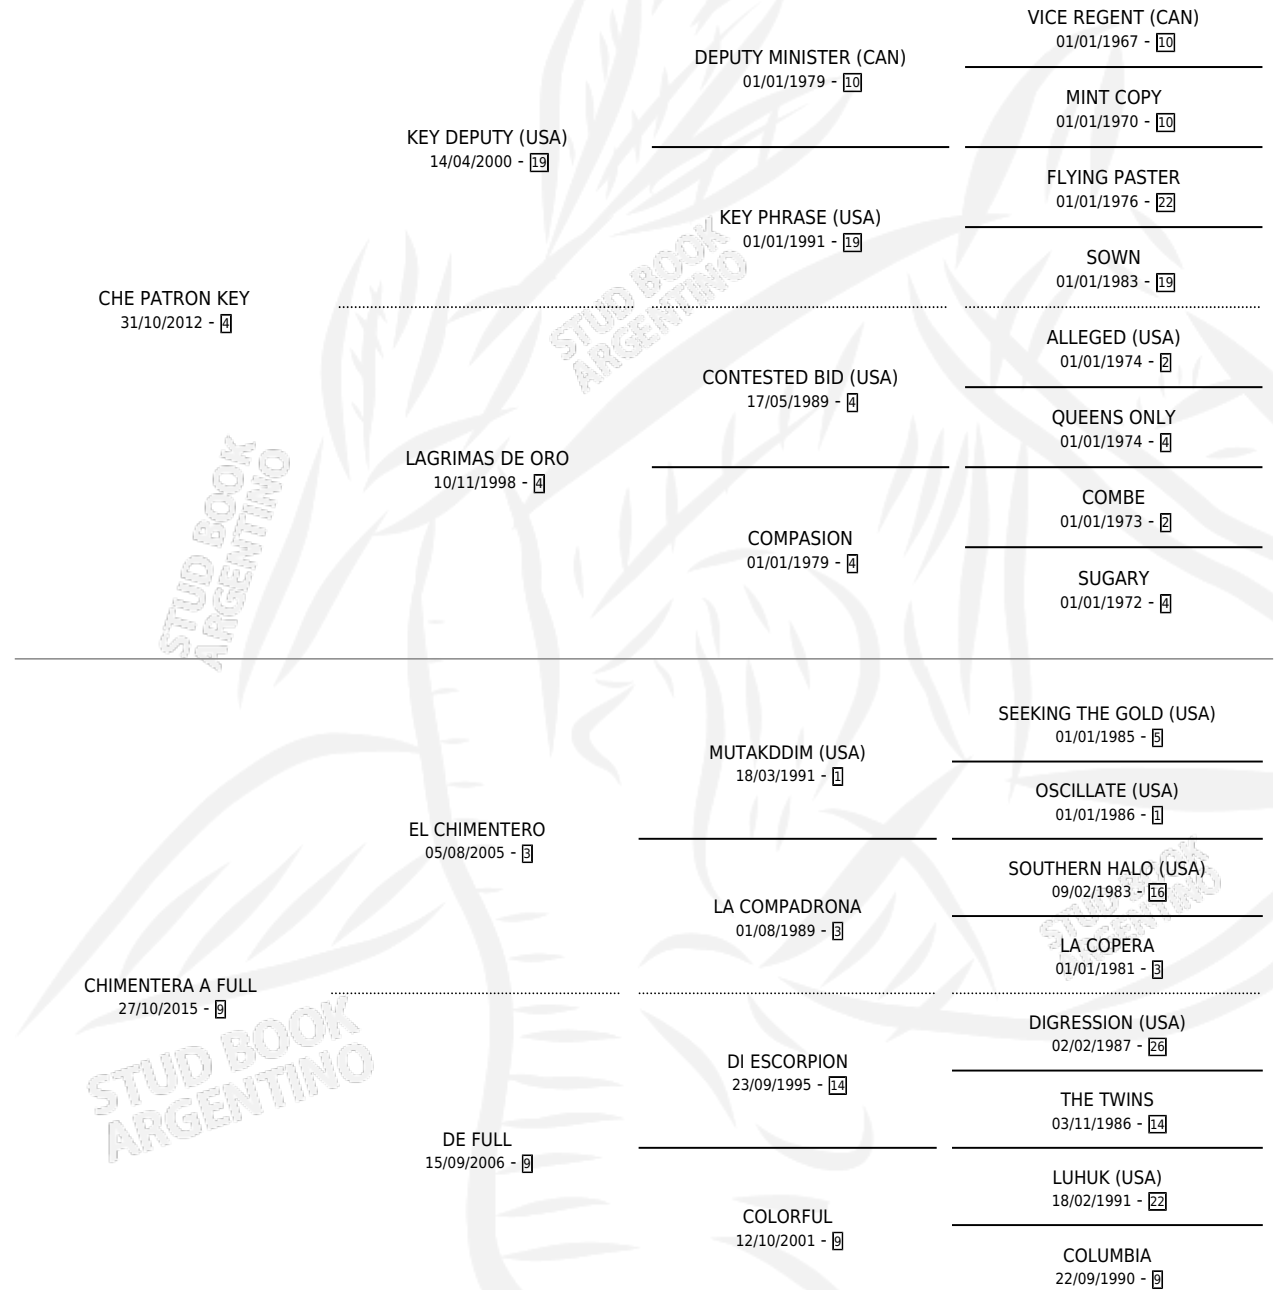 VICE REGENT (CAN)
01/01/1967 - 10
DEPUTY MINISTER (CAN)
01/01/1979 - 10
MINT COPY
01/01/1970 - 10
KEY DEPUTY (USA)
14/04/2000 - 19
FLYING PASTER
01/01/1976 - 22
KEY PHRASE (USA)
01/01/1991 - 19
SOWN
01/01/1983 - 19
CHE PATRON KEY
31/10/2012 - 4
STUD BOOK
ARGENTINO
ALLEGED (USA)
01/01/1974 - 2
CONTESTED BID (USA)
17/05/1989 - 4
QUEENS ONLY
01/01/1974 - 4
LAGRIMAS DE ORO
10/11/1998 - 4
COMBE
01/01/1973 - 2
COMPASION
01/01/1979 - 4
SUGARY
01/01/1972 - 4
STUD BOOK
ARGENTINO
SEEKING THE GOLD (USA)
01/01/1985 - 5
MUTAKDDIM (USA)
18/03/1991 - 1
OSCILLATE (USA)
01/01/1986 - 1
EL CHIMENTERO
05/08/2005 - 3
SOUTHERN HALO (USA)
09/02/1983 - 16
LA COMPADRONA
01/08/1989 - 3
STUD BOOK
ARGENTINO
LA COPERA
01/01/1981 - 3
CHIMENTERA A FULL
27/10/2015 - 9
STUD BOOK
ARGENTINO
DIGRESSION (USA)
02/02/1987 - 26
DI ESCORPION
23/09/1995 - 14
THE TWINS
03/11/1986 - 14
DE FULL
15/09/2006 - 9
LUHUK (USA)
18/02/1991 - 22
COLORFUL
12/10/2001 - 9
COLUMBIA
22/09/1990 - 9